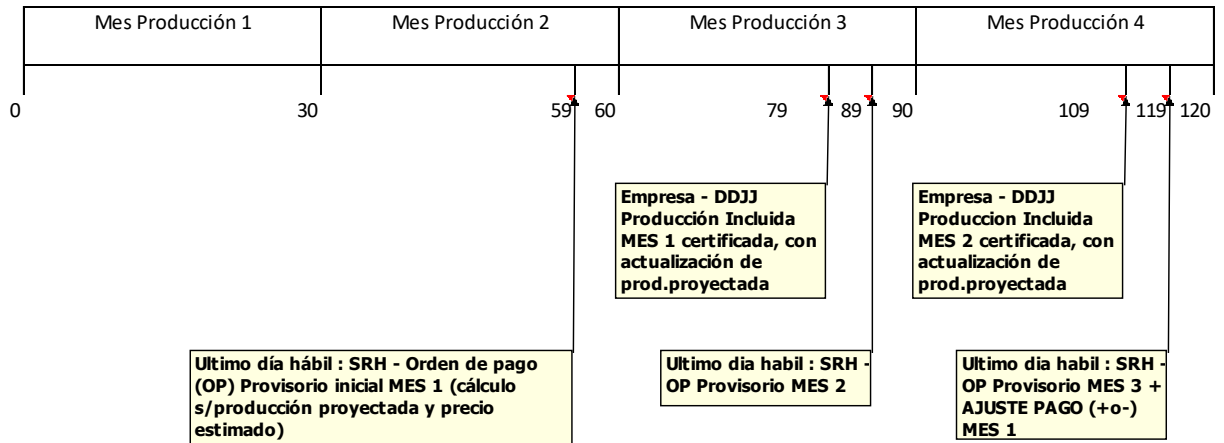 Mes Producción 1
Mes Producción 2
Mes Producción 3
Mes Producción 4
0
30
59
60
79
89
90
109
119
120
Empresa - DDJJ
Producción Incluida
MES 1 certificada, con
actualización de
prod.proyectada
Empresa - DDJJ
Produccion Incluida
MES 2 certificada, con
actualización de
prod.proyectada
Ultimo día hábil : SRH - Orden de pago
(OP) Provisorio inicial MES 1 (cálculo
s/producción proyectada y precio
estimado)
Ultimo dia habil : SRH -
OP Provisorio MES 2
Ultimo dia habil : SRH -
OP Provisorio MES 3 +
AJUSTE PAGO (+o-)
MES 1